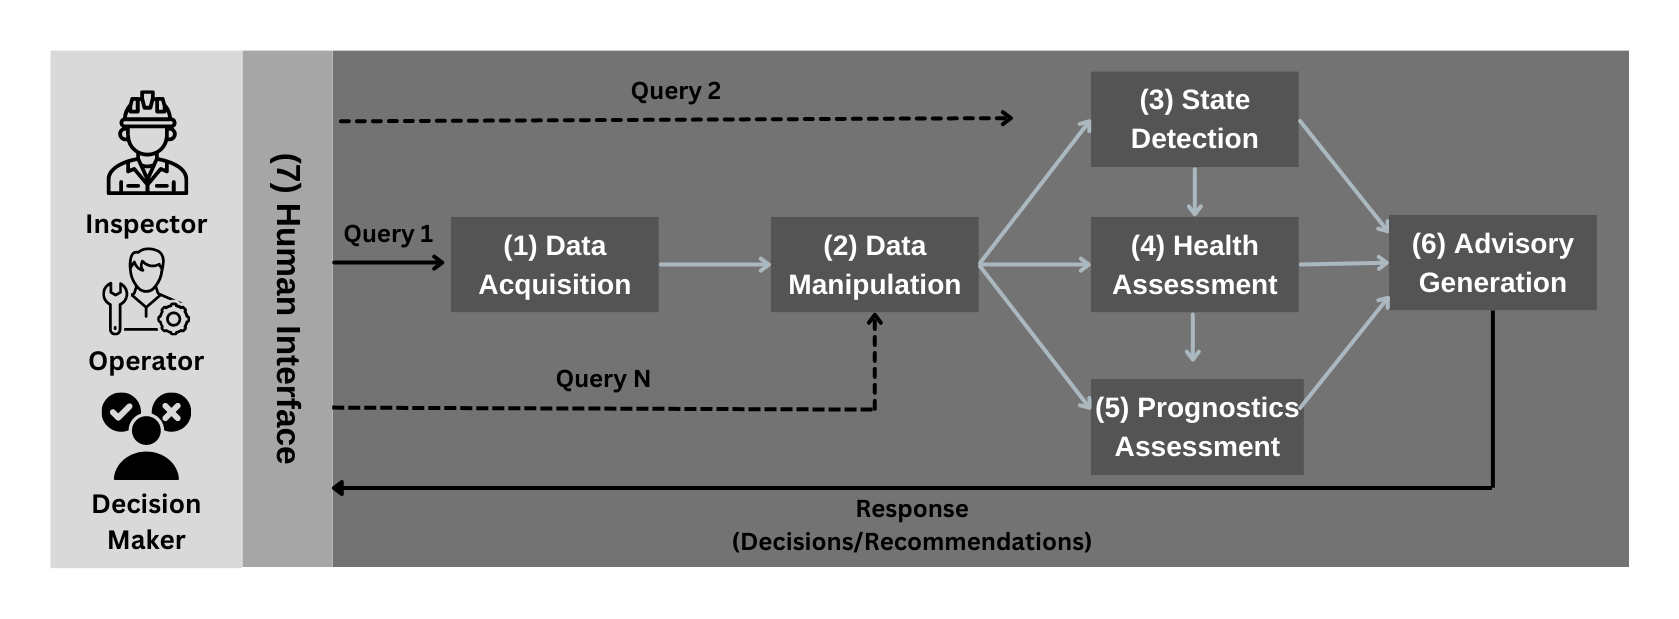 Inspector
Operator
Decision
Maker
(7) Human Interface
Query 2
Query 1
Query N
(1) Data
Acquisition
(2) Data
Manipulation
(3) State
Detection
(4) Health
Assessment
(5) Prognostics
Assessment
(6) Advisory
Generation
Response
(Decisions/Recommendations)